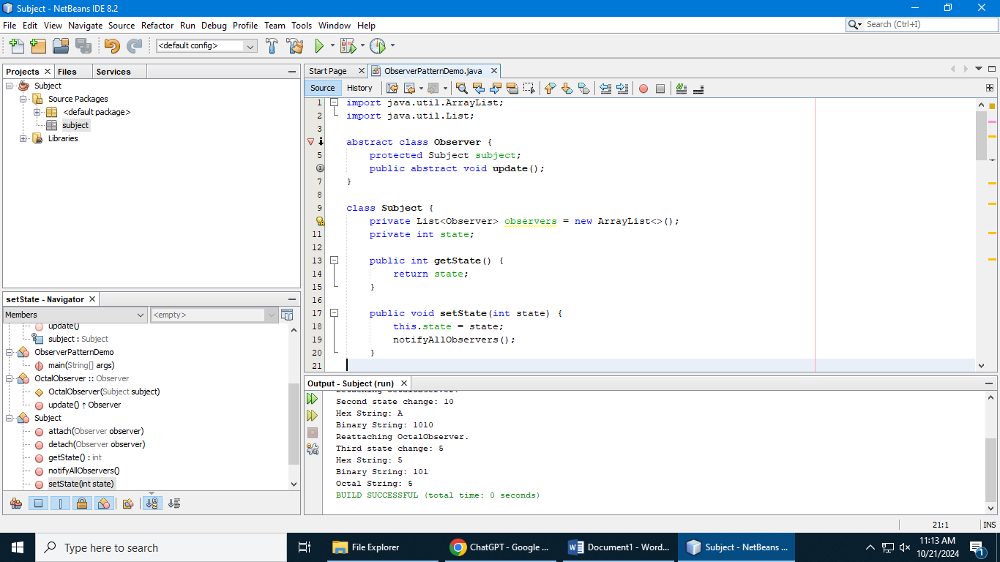 Subject - NetBeans IDE 8.2
File Edit View Navigate Source Refactor Run Debug Profile Team Tools Window Help
Search (Ctrl+I)
<default config>
Projects Files Services
Subject
Source Packages
<default package>
subject
Libraries
setState - Navigator
Members <empty>
update()
subject : Subject
ObserverPatternDemo
main(String[] args)
OctalObserver :: Observer
OctalObserver(Subject subject)
update() ↑ Observer
Subject
attach(Observer observer)
detach(Observer observer)
getState() : int
notifyAllObservers()
setState(int state)
Start Page ObserverPatternDemo.java
Source History
1 import java.util.ArrayList;
2 import java.util.List;
3
abstract class Observer {
5 protected Subject subject;
public abstract void update();
7 }
8
9 class Subject {
private List<Observer> observers = new ArrayList<>();
11 private int state;
12
13 public int getState() {
14 return state;
15 }
16
17 public void setState(int state) {
18 this.state = state;
19 notifyAllObservers();
20 }
21
Output - Subject (run)
Detaching OctalObserver.
Second state change: 10
Hex String: A
Binary String: 1010
Reattaching OctalObserver.
Third state change: 5
Hex String: 5
Binary String: 101
Octal String: 5
BUILD SUCCESSFUL (total time: 0 seconds)
21:1 INS
Type here to search
File Explorer
ChatGPT - Google ...
Document1 - Word...
Subject - NetBeans ...
11:13 AM
10/21/2024
1